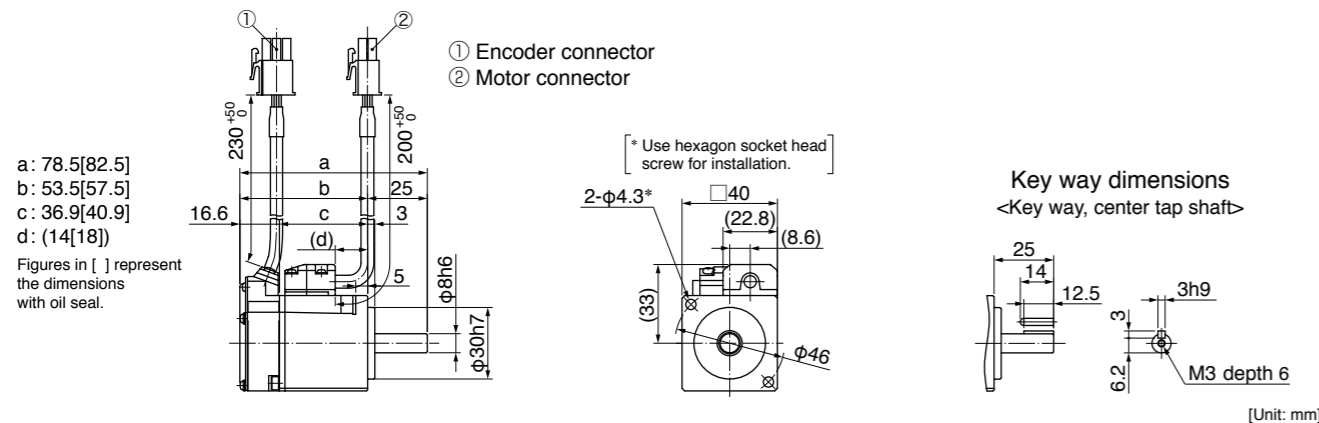 ①
②
① Encoder connector
② Motor connector
230 +50 0
200 +50 0
a: 78.5[82.5]
b: 53.5[57.5]
c: 36.9[40.9]
d: (14[18])
Figures in [ ] represent
the dimensions
with oil seal.
a
b
25
16.6
c
3
(d)
5
φ8h6
φ30h7
* Use hexagon socket head
screw for installation.
2-φ4.3*
□40
(22.8)
(8.6)
(33)
φ46
Key way dimensions
<Key way, center tap shaft>
25
14
12.5
3h9
3
6.2
M3 depth 6
[Unit: mm]